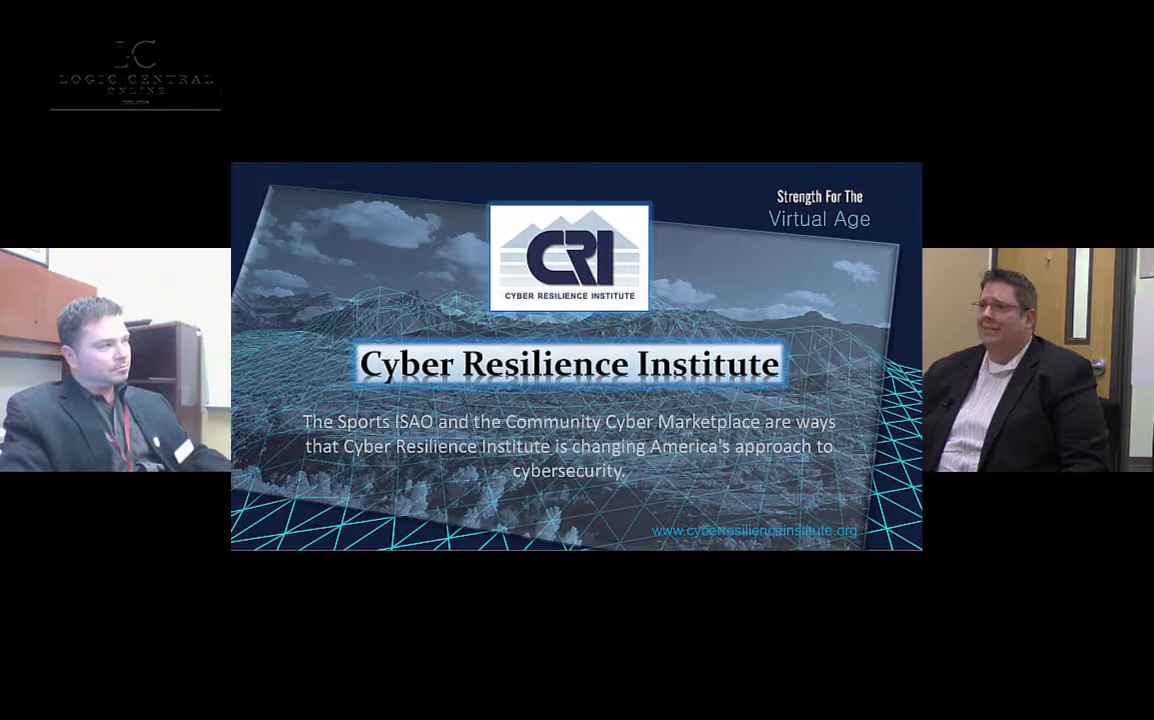 LC
LOGIC CENTRAL
ONLINE
Strength For The
Virtual Age
CRI
CYBER RESILIENCE INSTITUTE
Cyber Resilience Institute
The Sports ISAO and the Community Cyber Marketplace are ways
that Cyber Resilience Institute is changing America's approach to
cybersecurity.
www.cyberresilienceinstitute.org